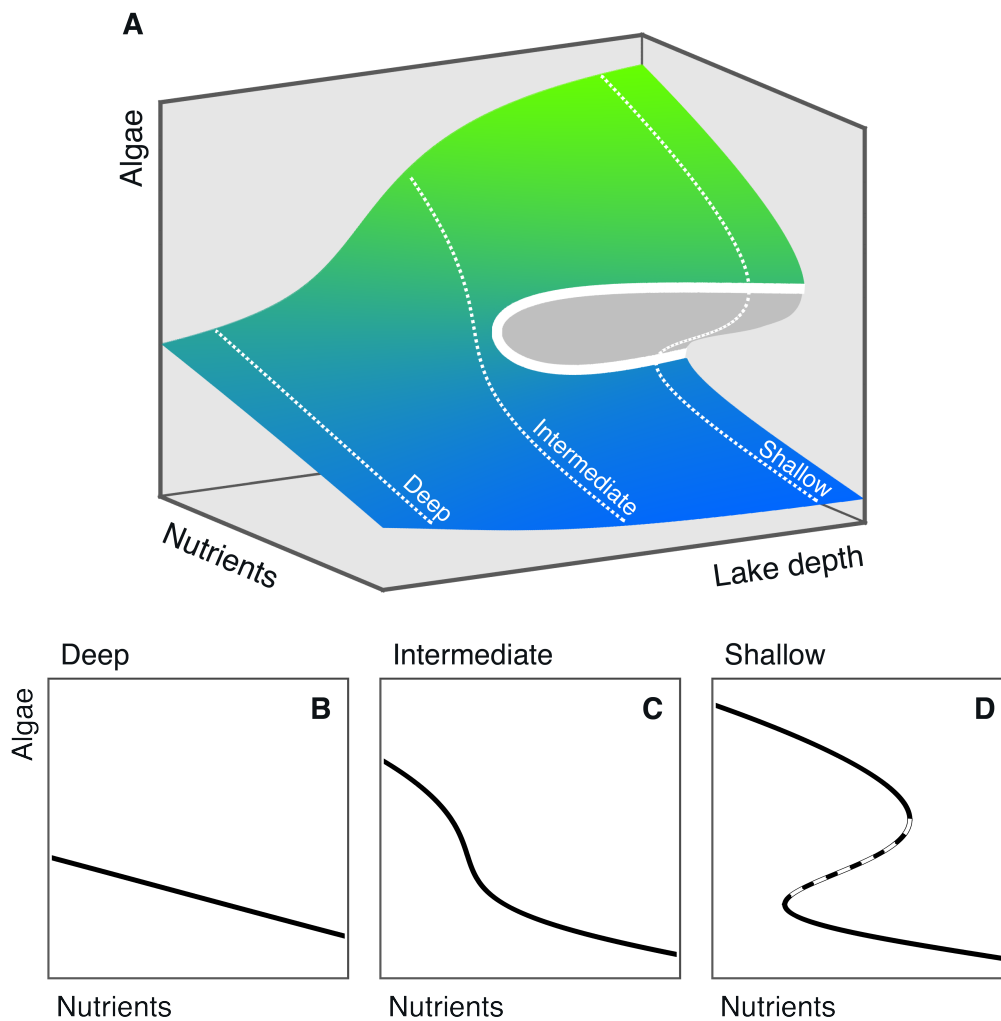 A
Algae
Deep
Intermediate
Shallow
Nutrients
Lake depth
Deep
Intermediate
Shallow
Algae
B
C
D
Nutrients
Nutrients
Nutrients